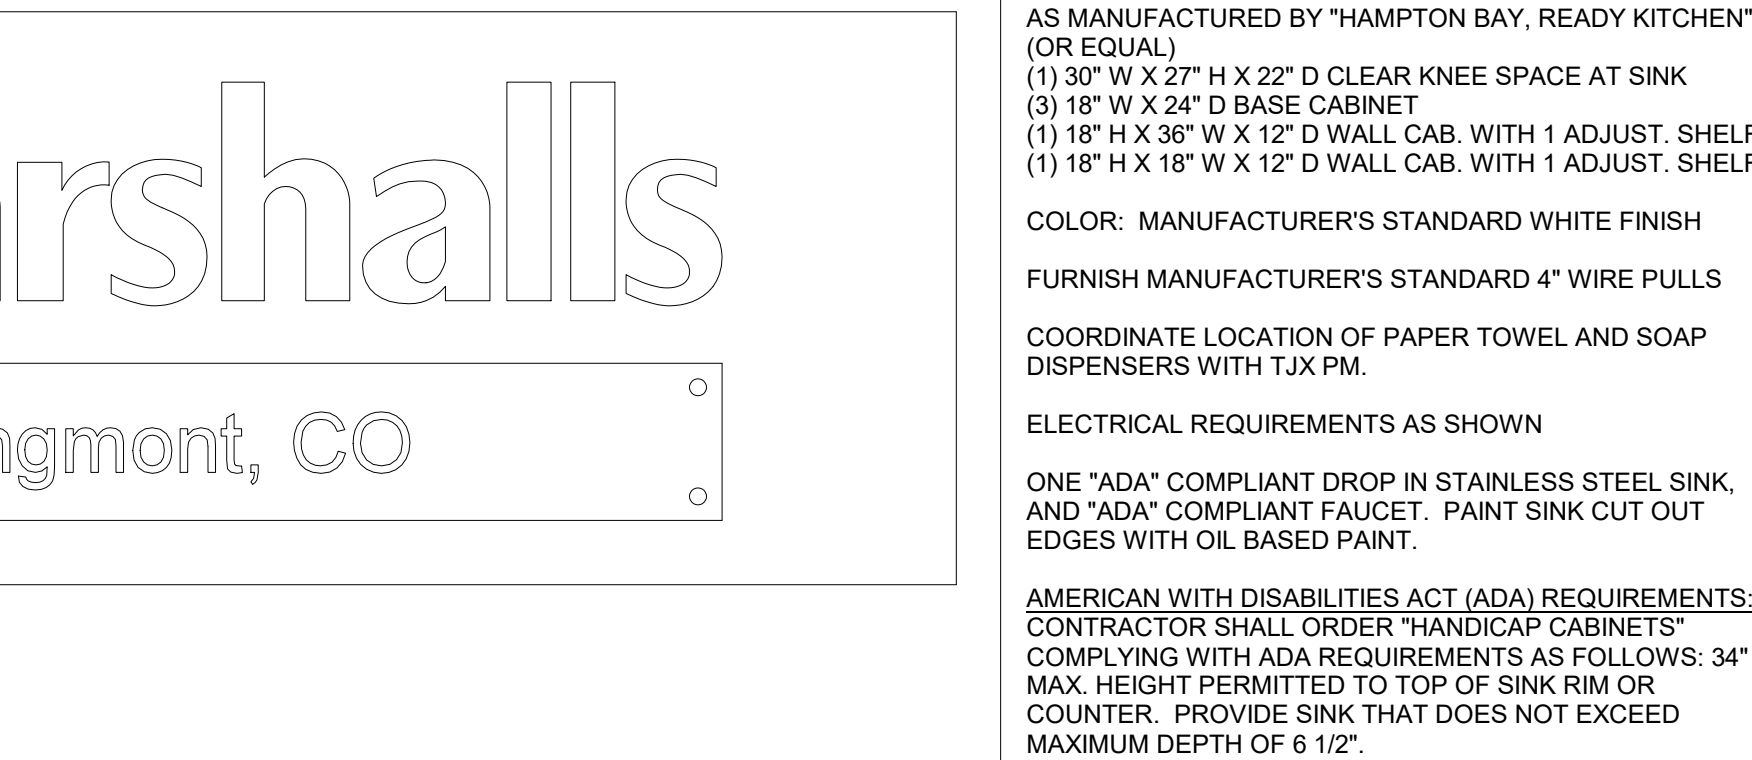 rshalls
ngmont, CO
AS MANUFACTURED BY "HAMPTON BAY, READY KITCHEN"
(OR EQUAL)
(1) 30" W X 27" H X 22" D CLEAR KNEE SPACE AT SINK
(3) 18" W X 24" D BASE CABINET
(1) 18" H X 36" W X 12" D WALL CAB. WITH 1 ADJUST. SHELF
(1) 18" H X 18" W X 12" D WALL CAB. WITH 1 ADJUST. SHELF
COLOR:  MANUFACTURER'S STANDARD WHITE FINISH
FURNISH MANUFACTURER'S STANDARD 4" WIRE PULLS
COORDINATE LOCATION OF PAPER TOWEL AND SOAP
DISPENSERS WITH TJX PM.
ELECTRICAL REQUIREMENTS AS SHOWN
ONE "ADA" COMPLIANT DROP IN STAINLESS STEEL SINK,
AND "ADA" COMPLIANT FAUCET.  PAINT SINK CUT OUT
EDGES WITH OIL BASED PAINT.
AMERICAN WITH DISABILITIES ACT (ADA) REQUIREMENTS:
CONTRACTOR SHALL ORDER "HANDICAP CABINETS"
COMPLYING WITH ADA REQUIREMENTS AS FOLLOWS: 34"
MAX. HEIGHT PERMITTED TO TOP OF SINK RIM OR
COUNTER.  PROVIDE SINK THAT DOES NOT EXCEED
MAXIMUM DEPTH OF 6 1/2".